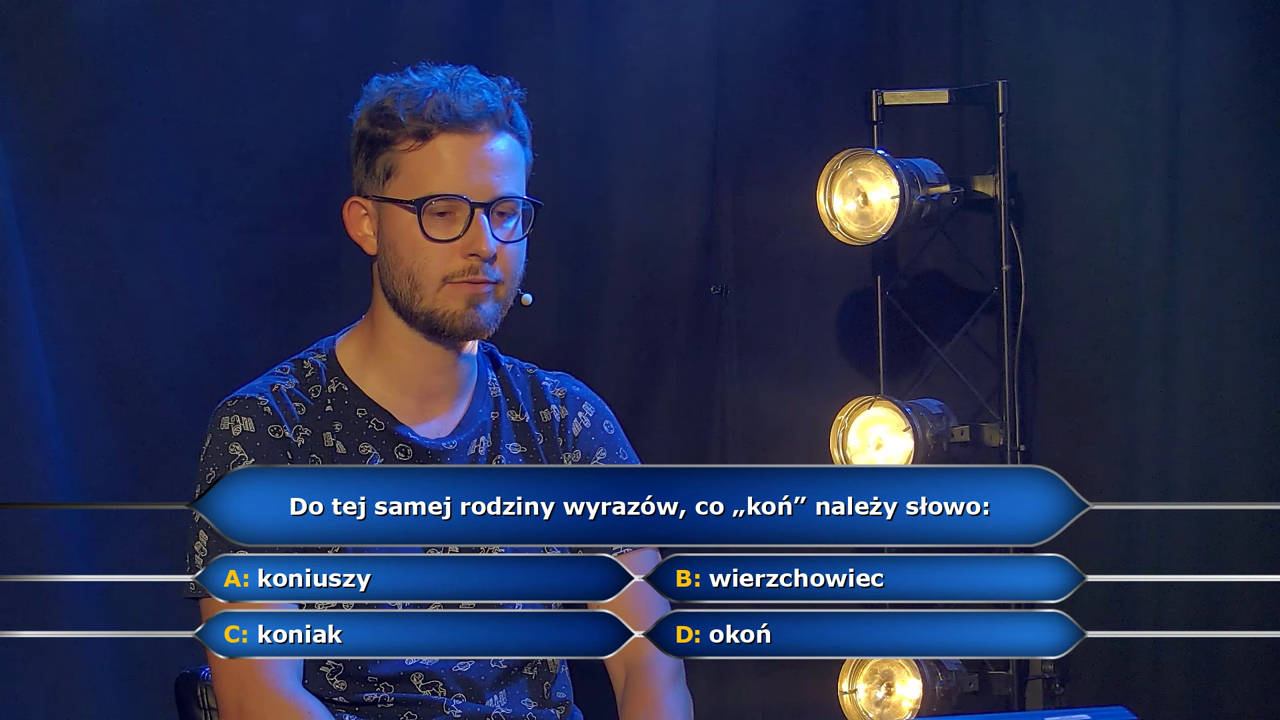 Do tej samej rodziny wyrazów, co „koń” należy słowo:
A: koniuszy
B: wierzchowiec
C: koniak
D: okoń